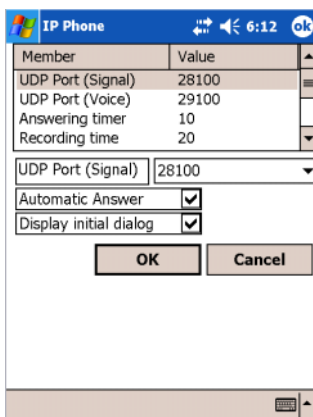 IP Phone 6:12 ok
Member Value
UDP Port (Signal) 28100
UDP Port (Voice) 29100
Answering timer 10
Recording time 20
UDP Port (Signal) 28100
Automatic Answer
Display initial dialog
OK Cancel